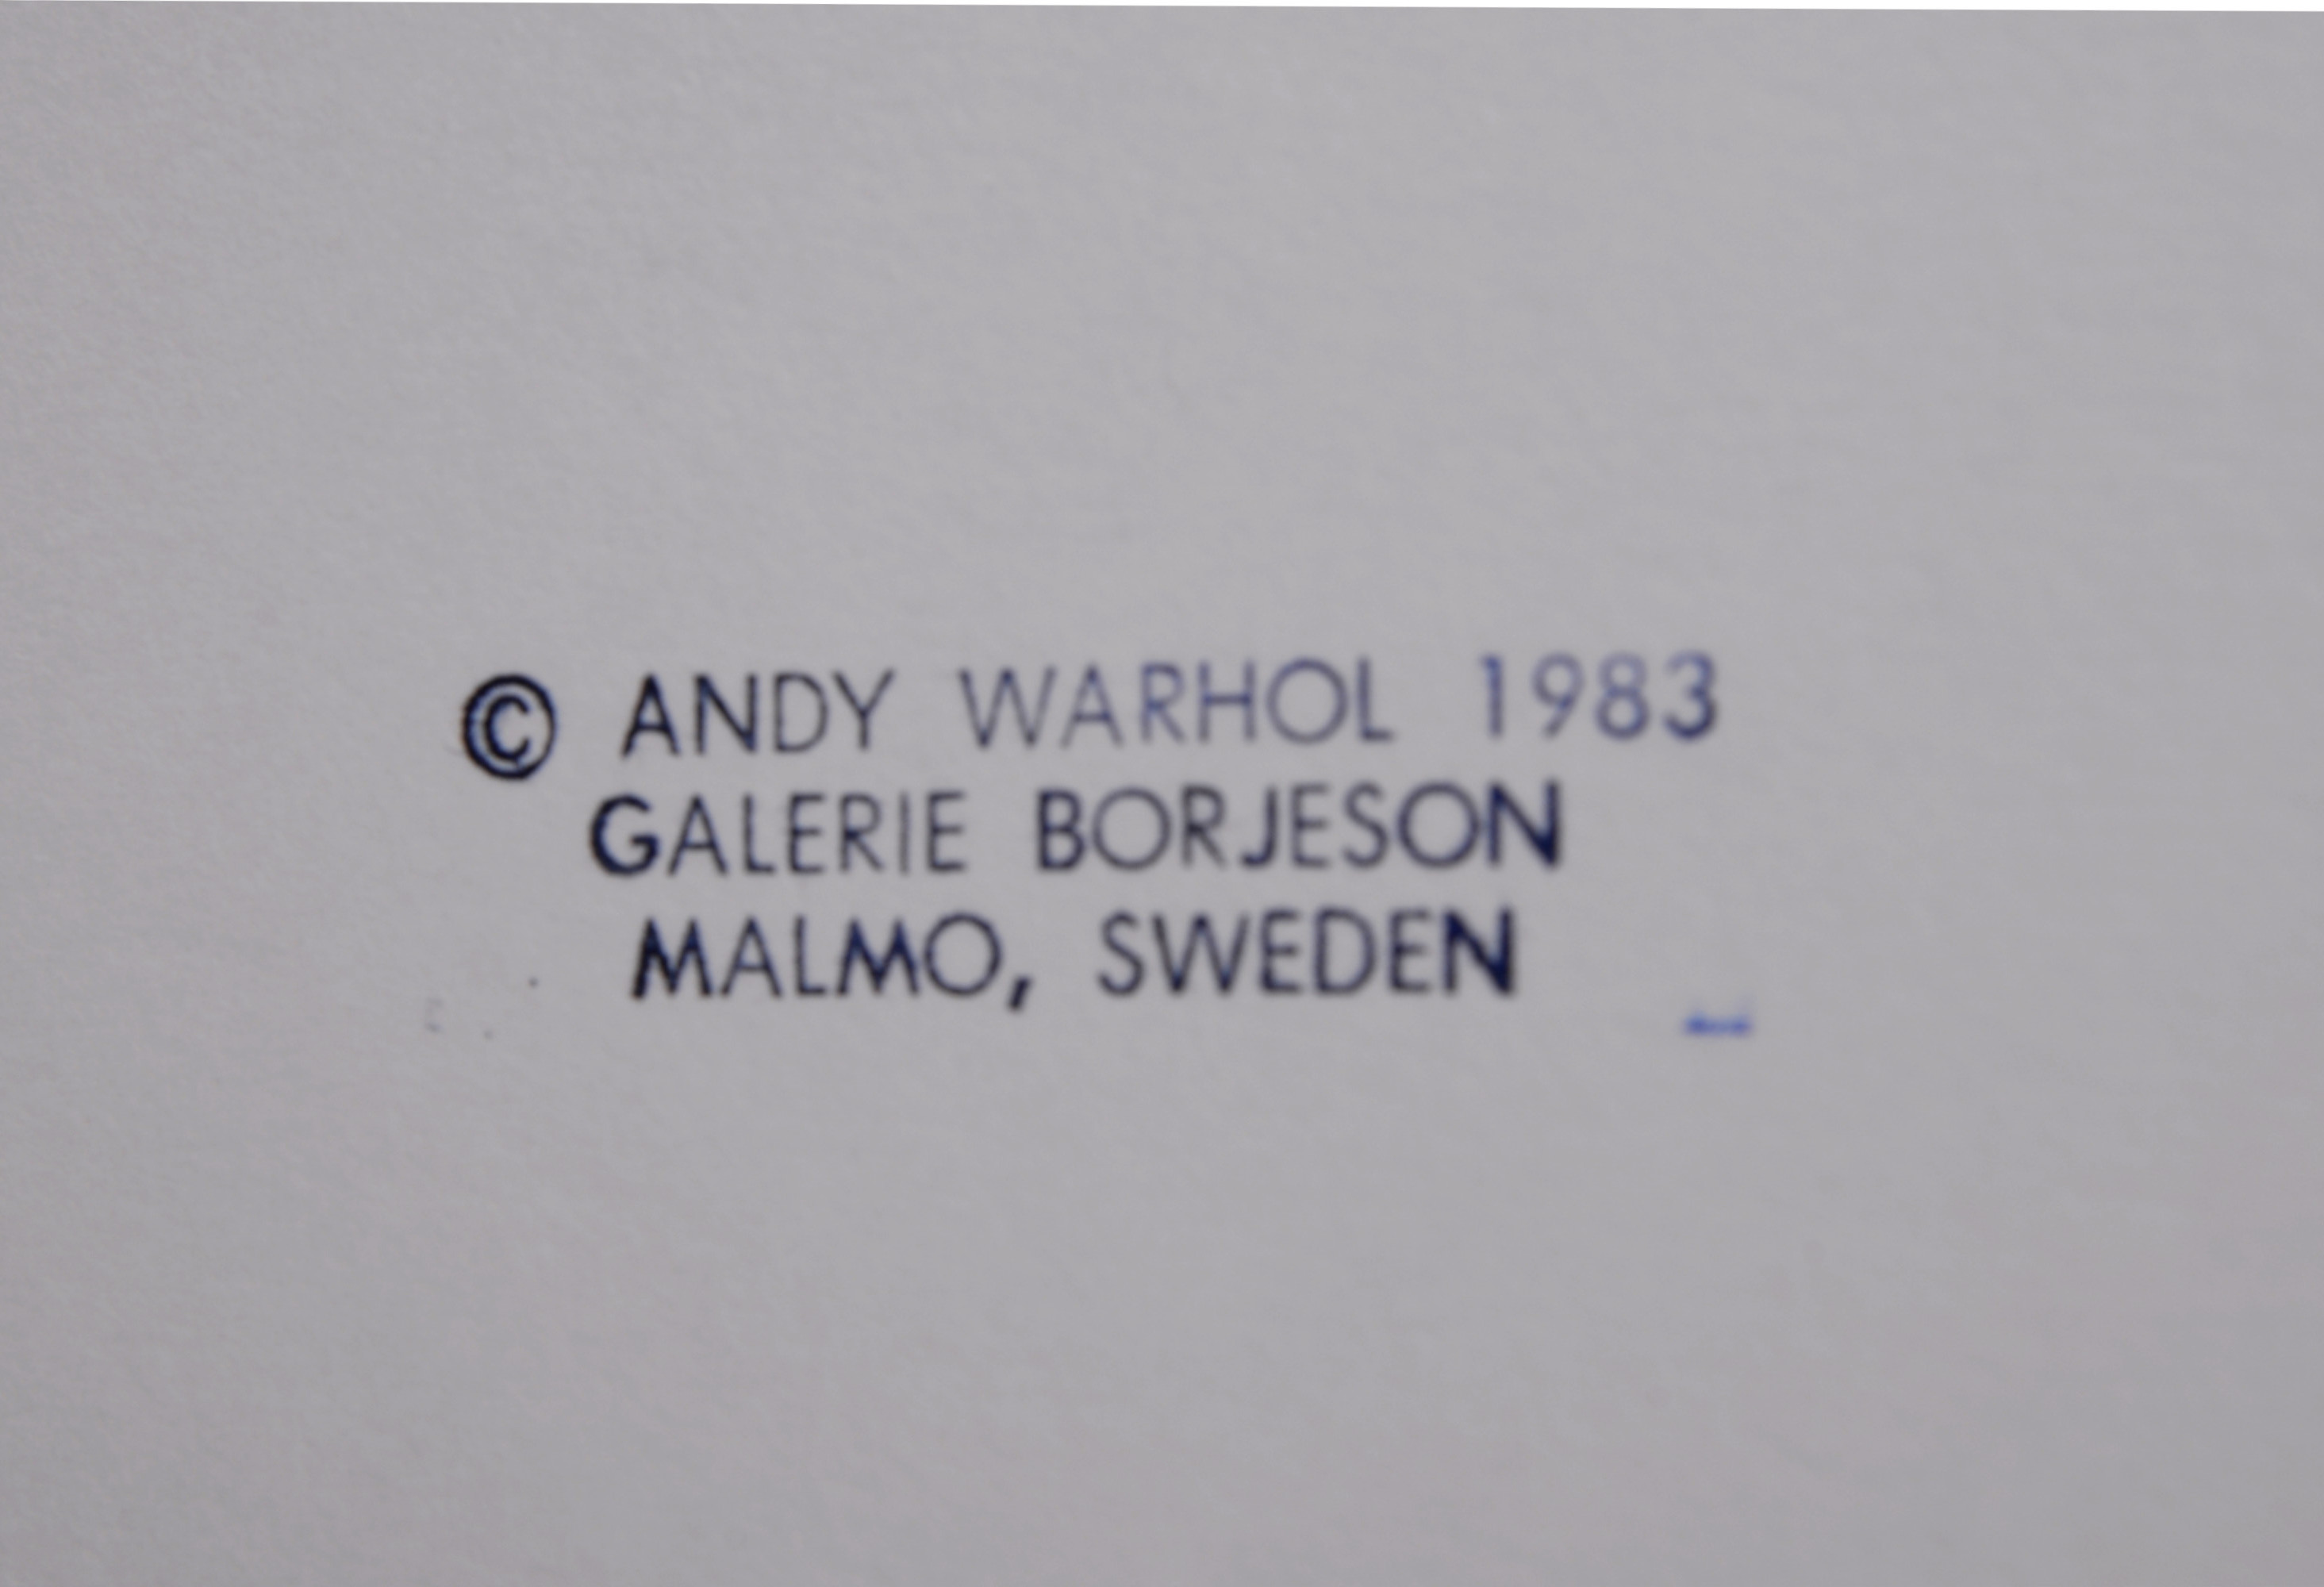 © ANDY WARHOL 1983
GALERIE BORJESON
MALMO, SWEDEN